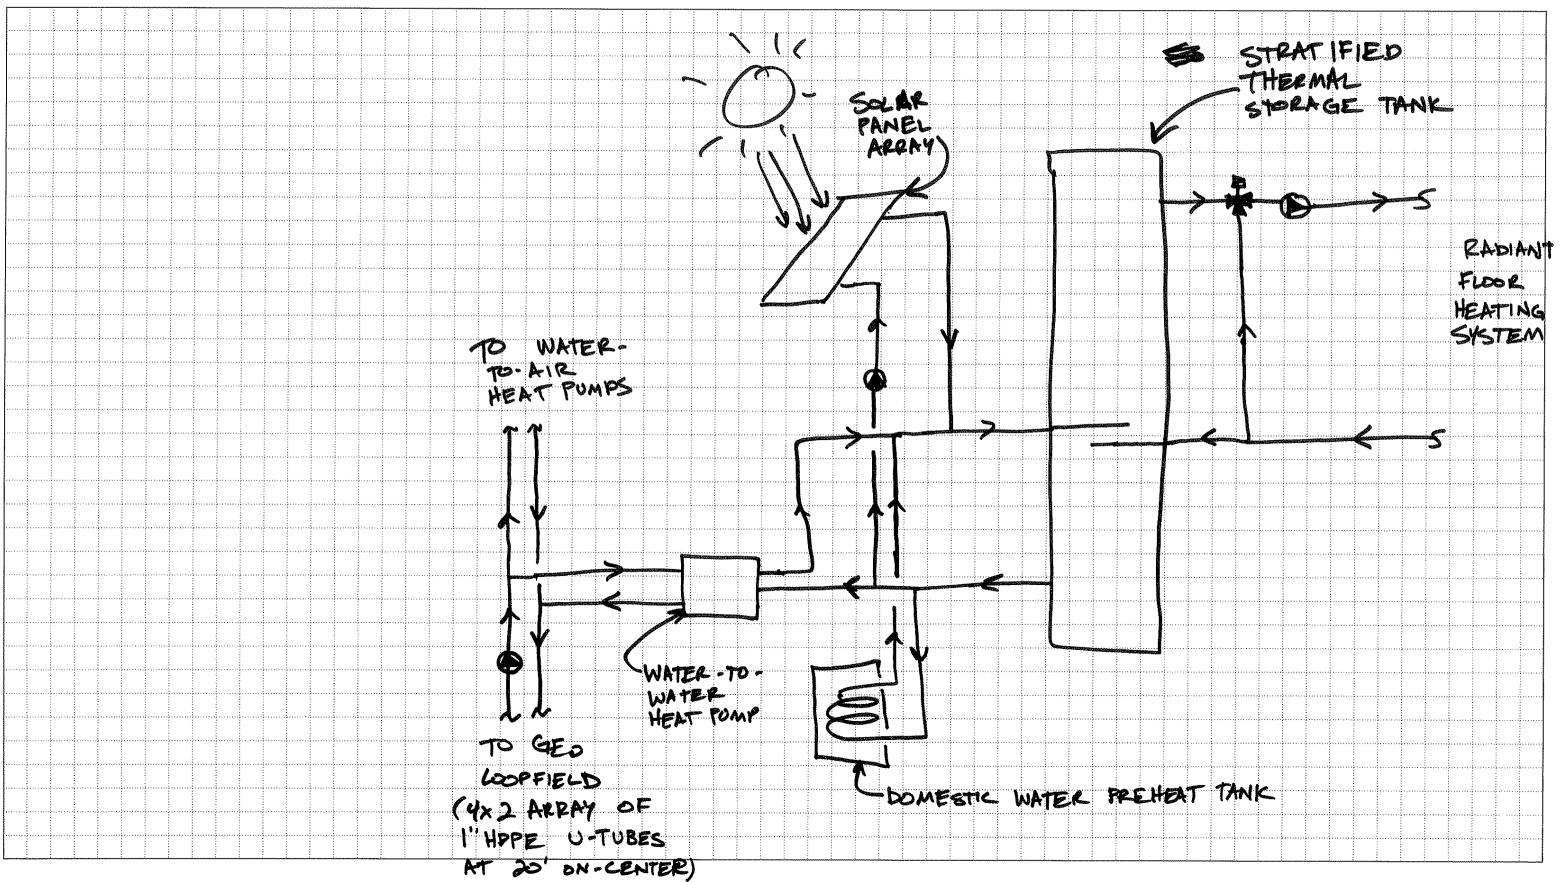 STRATIFIED
THERMAL
STORAGE TANK
SOLAR
PANEL
ARRAY
RADIANT
FLOOR
HEATING
SYSTEM
TO WATER-
TO-AIR
HEAT PUMPS
WATER-TO-
WATER
HEAT PUMP
TO GEO
LOOPFIELD
(4x2 ARRAY OF
1" HDPE U-TUBES
AT 20' ON-CENTER)
DOMESTIC WATER PREHEAT TANK